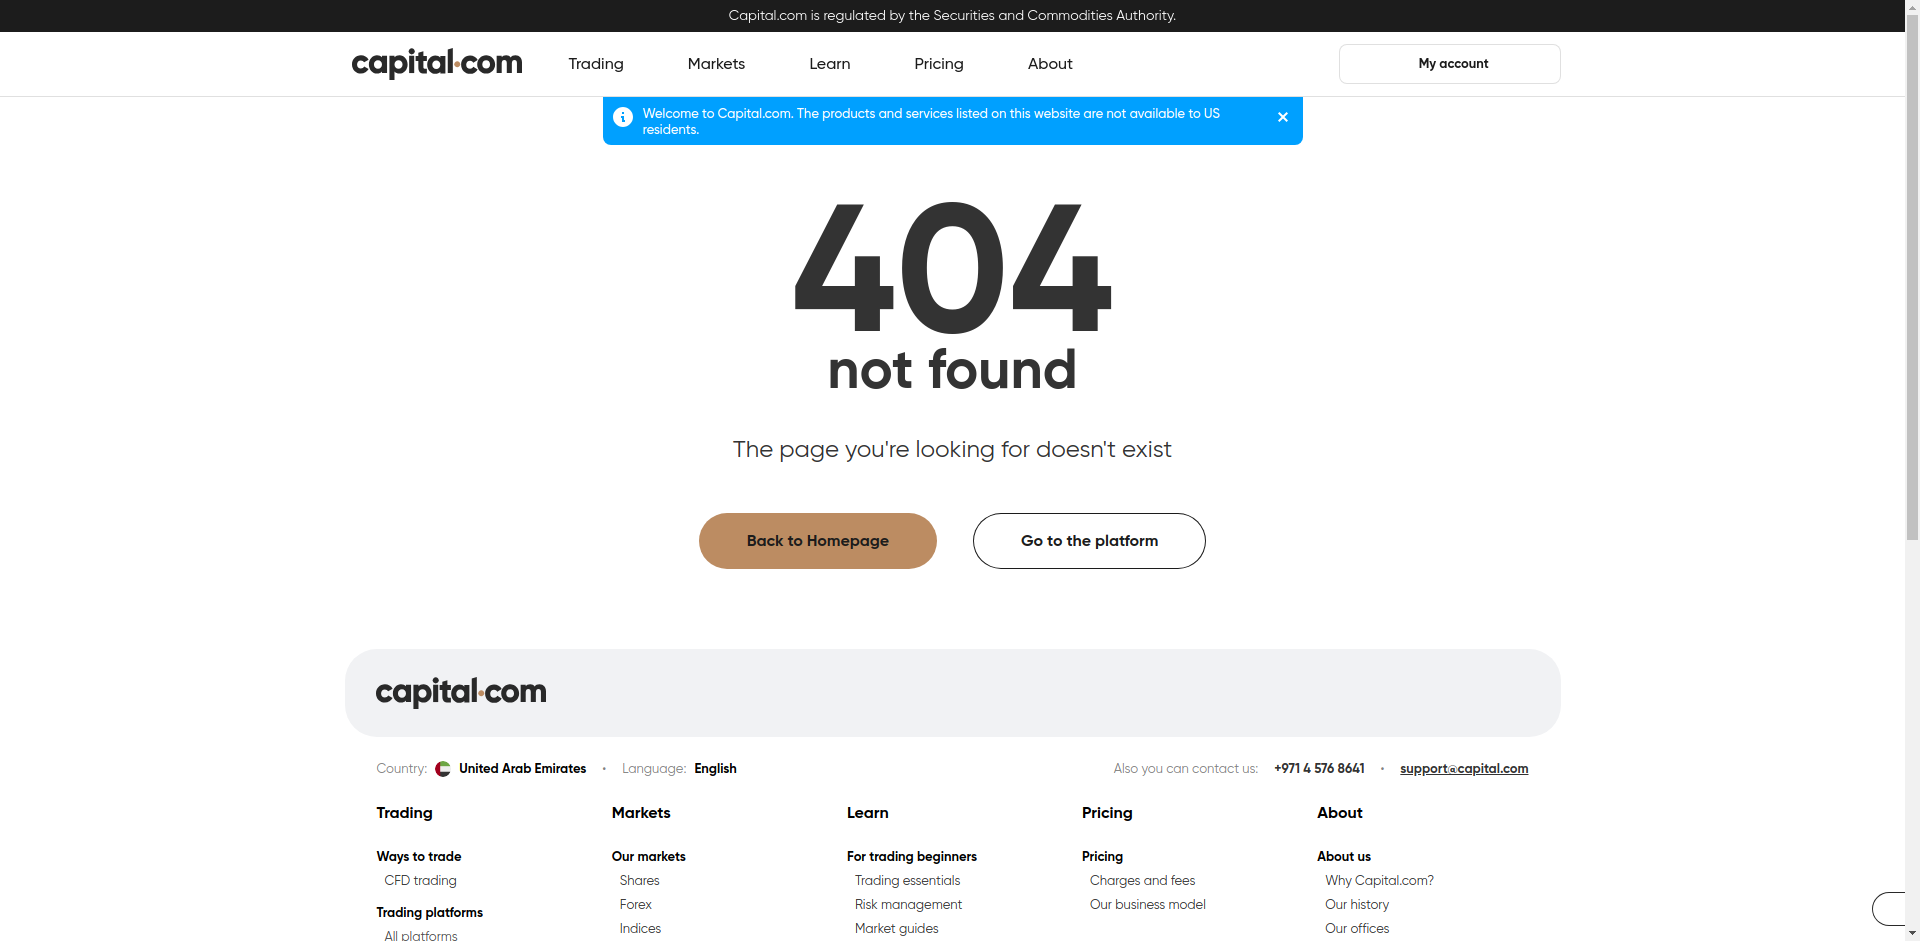 Capital.com is regulated by the Securities and Commodities Authority.
capital.com
Trading
Markets
Learn
Pricing
About
My account
Welcome to Capital.com. The products and services listed on this website are not available to US
residents.
404
not found
The page you're looking for doesn't exist
Back to Homepage
Go to the platform
capital.com
Country: United Arab Emirates • Language: English
Also you can contact us: +971 4 576 8641 • support@capital.com
Trading
Ways to trade
CFD trading
Trading platforms
All platforms
Markets
Our markets
Shares
Forex
Indices
Learn
For trading beginners
Trading essentials
Risk management
Market guides
Pricing
Pricing
Charges and fees
Our business model
About
About us
Why Capital.com?
Our history
Our offices